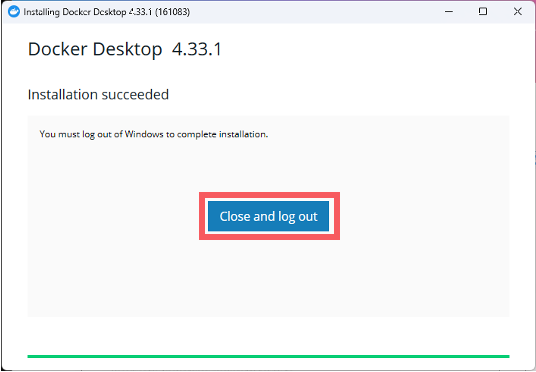 Installing Docker Desktop 4.33.1 (161083)
Docker Desktop 4.33.1
Installation succeeded
You must log out of Windows to complete installation.
Close and log out